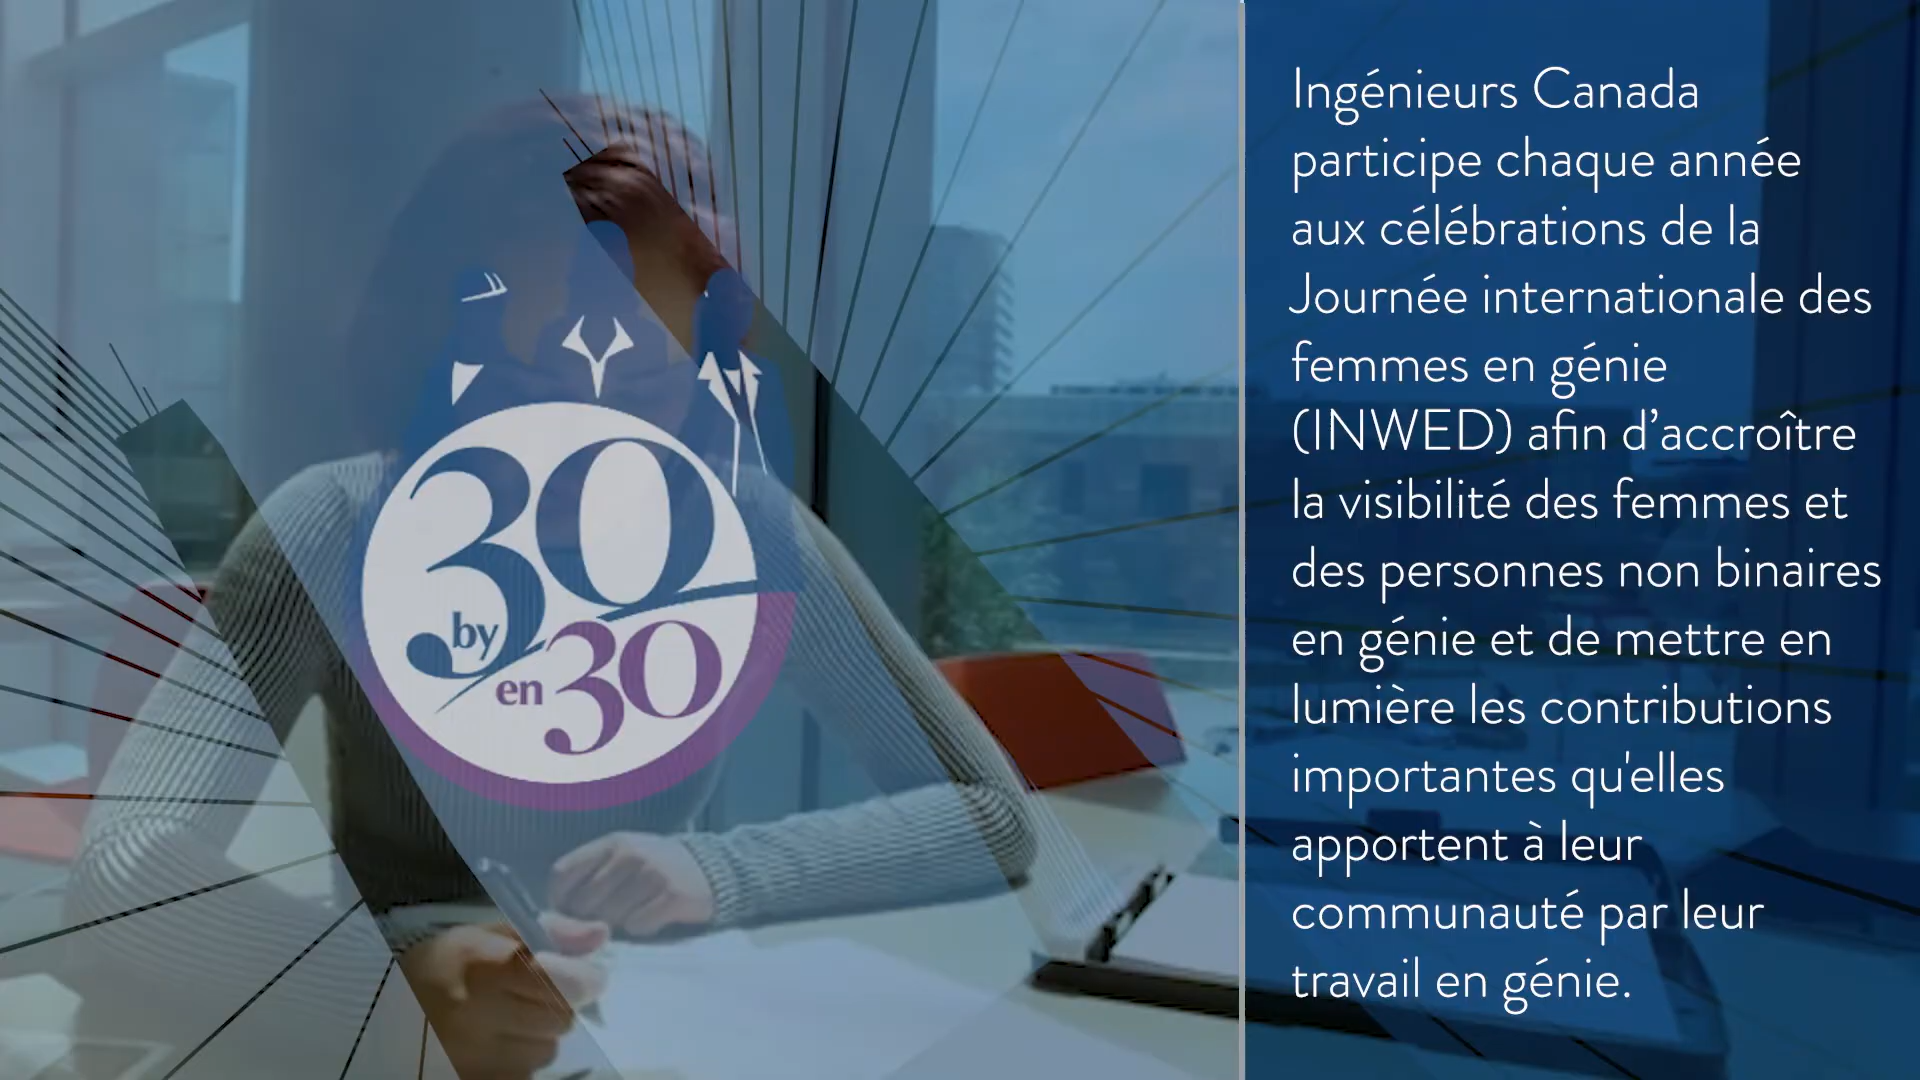 30
by
en 30
Ingénieurs Canada
participe chaque année
aux célébrations de la
Journée internationale des
femmes en génie
(INWED) afin d’accroître
la visibilité des femmes et
des personnes non binaires
en génie et de mettre en
lumière les contributions
importantes qu'elles
apportent à leur
communauté par leur
travail en génie.